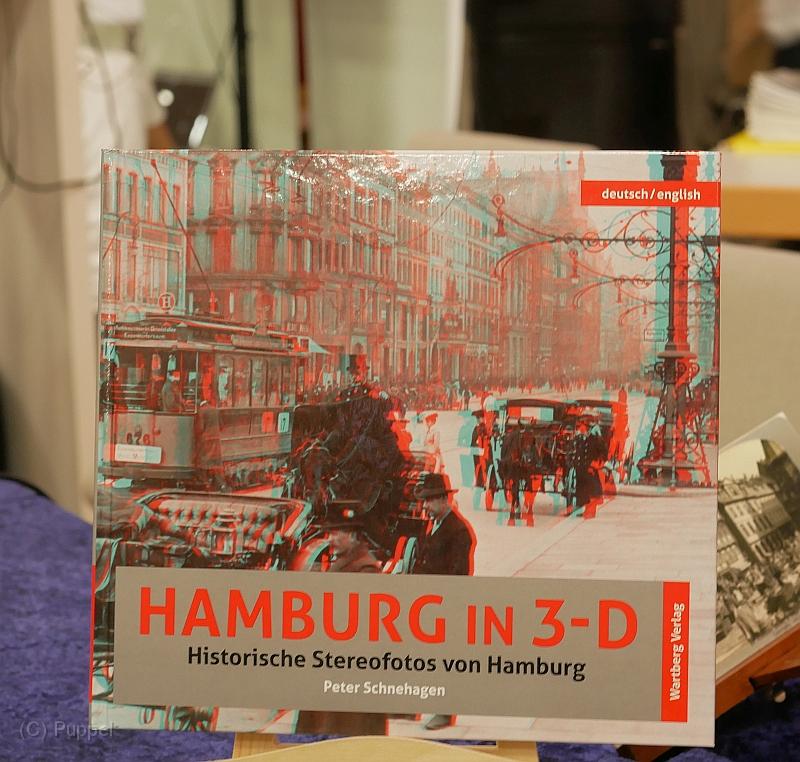 deutsch/english
H
HAMBURG IN 3-D
Historische Stereofotos von Hamburg
Peter Schnehagen
Wartberg Verlag
(C) Puppel